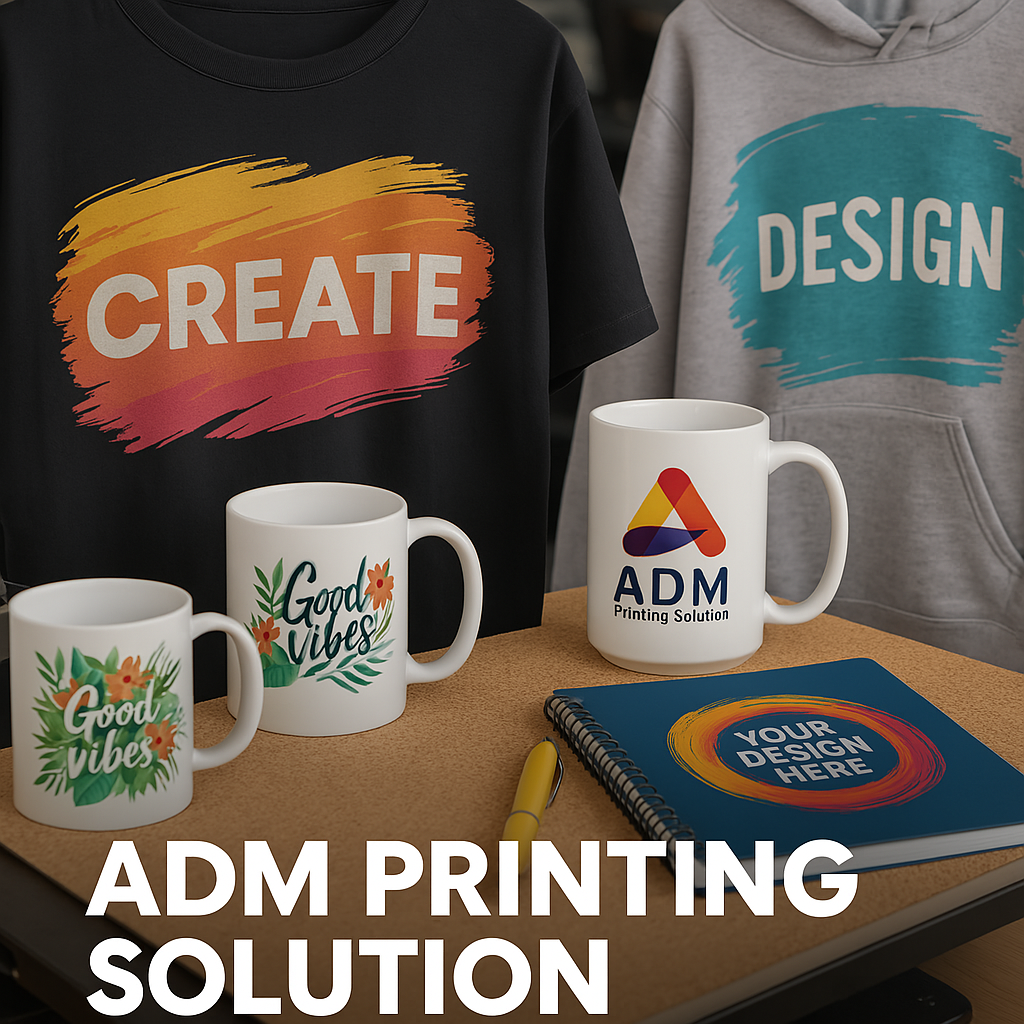 CREATE
DESIGN
Good
vibes
Good
vibes
ADM
Printing Solution
YOUR
DESIGN
HERE
ADM PRINTING
SOLUTION